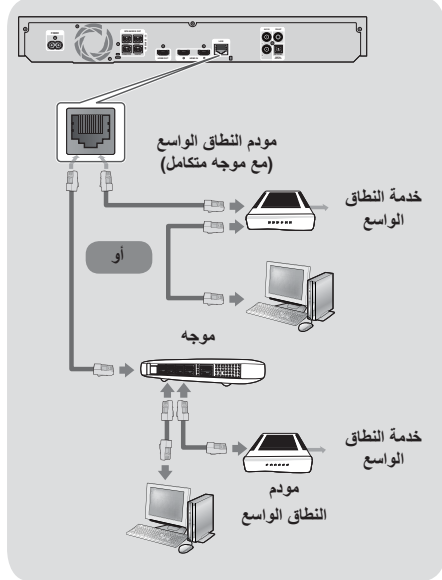 مودم النطاق الواسع
(مع موجه متكامل)
خدمة النطاق
الواسع
أو
موجه
خدمة النطاق
الواسع
مودم
النطاق الواسع